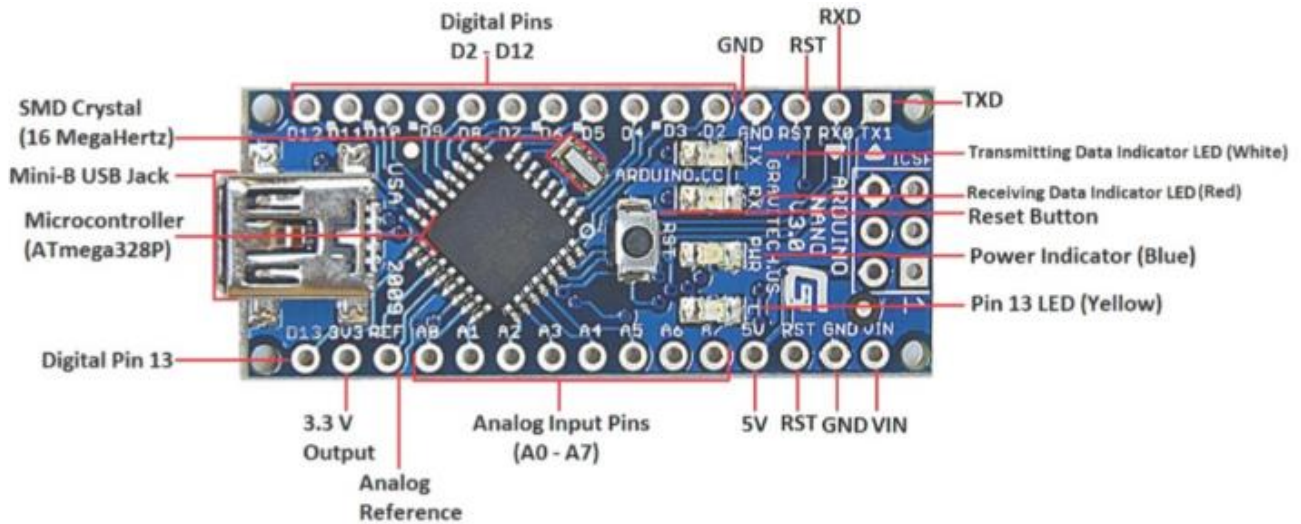 Digital Pins
D2 - D12
GND
RST
RXD
TXD
SMD Crystal
(16 MegaHertz)
Mini-B USB Jack
Microcontroller
(ATmega328P)
Digital Pin 13
3.3 V
Output
Analog
Reference
Analog Input Pins
(A0 - A7)
5V
RST
GND
VIN
Transmitting Data Indicator LED (White)
Receiving Data Indicator LED (Red)
Reset Button
Power Indicator (Blue)
Pin 13 LED (Yellow)
D12 D11 D10 D9 D8 D7 D6 D5 D4 D3 D2 GND RST RX0 TX1
TX
RX
PWR
L
RST
ARDUINO.CC
GRAVITECH.US
ARDUINO
NANO
V3.0
ICSP
1
USA
2009
D13 3V3 REF A0 A1 A2 A3 A4 A5 A6 A7 5V RST GND VIN